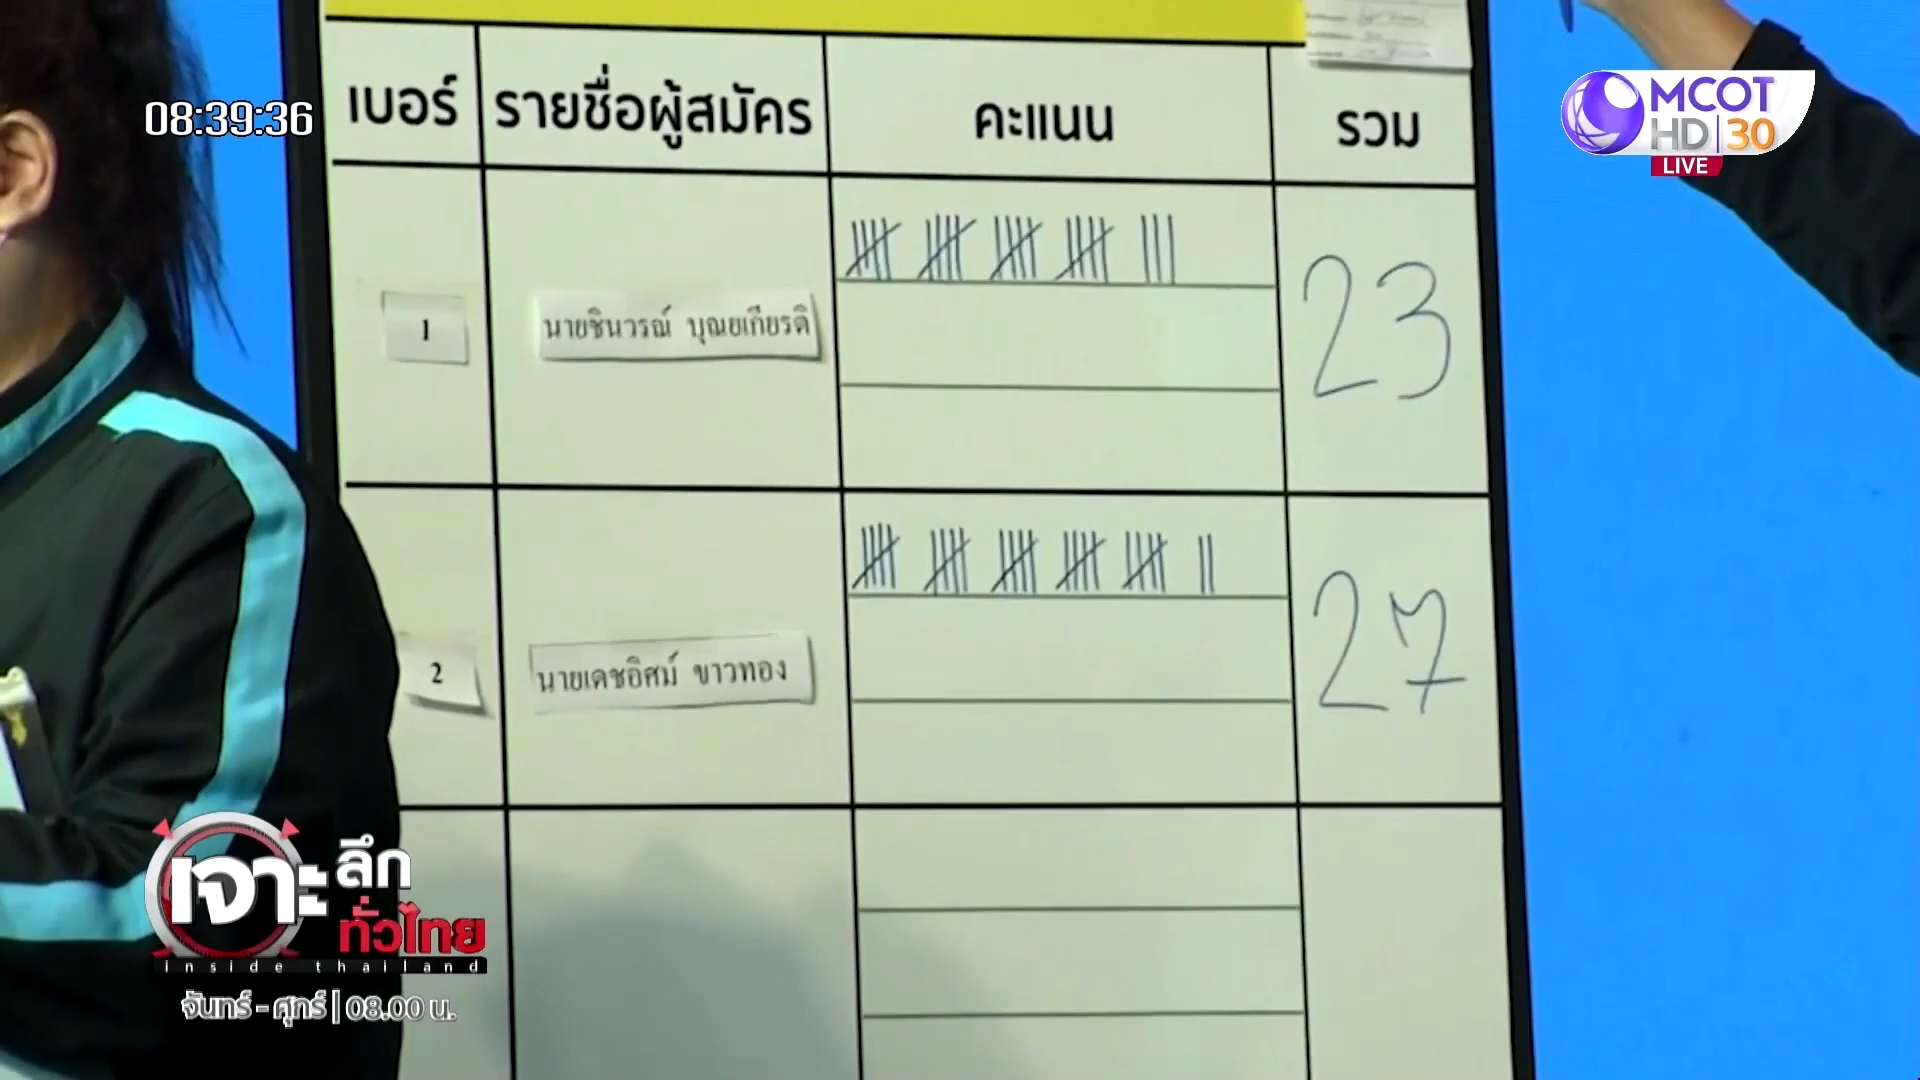 08:39:36
MCOT
HD 30
LIVE
เบอร์ รายชื่อผู้สมัคร คะแนน รวม
1 นายชินวรณ์ บุณยเกียรติ 23
2 นายเดชอิศม์ ขาวทอง 27
เจาะลึก
ทั่วไทย
inside thailand
จันทร์ - ศุกร์ | 08.00 น.